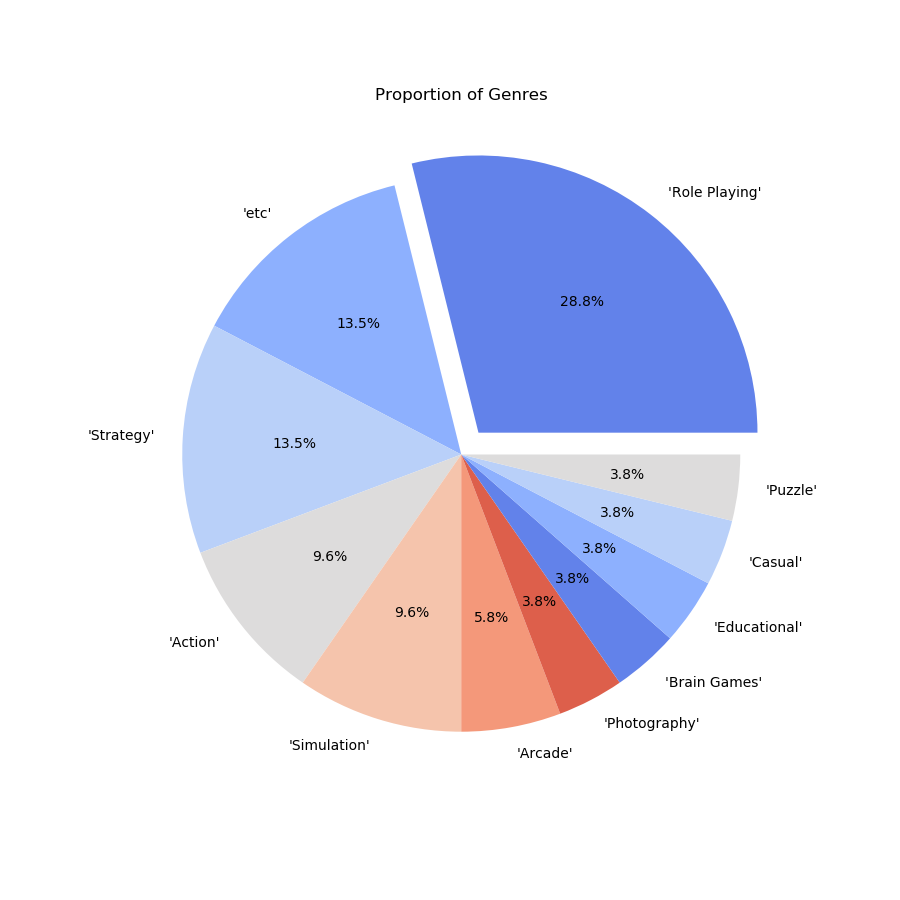 Proportion of Genres
'Role Playing'
28.8%
'etc'
13.5%
'Strategy'
13.5%
'Action'
9.6%
'Simulation'
9.6%
'Arcade'
5.8%
'Photography'
3.8%
'Brain Games'
3.8%
'Educational'
3.8%
'Casual'
3.8%
'Puzzle'
3.8%